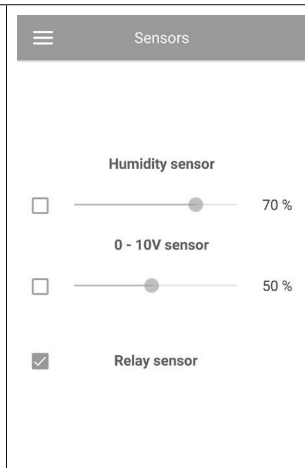 Sensors
Humidity sensor
70 %
0 - 10V sensor
50 %
Relay sensor